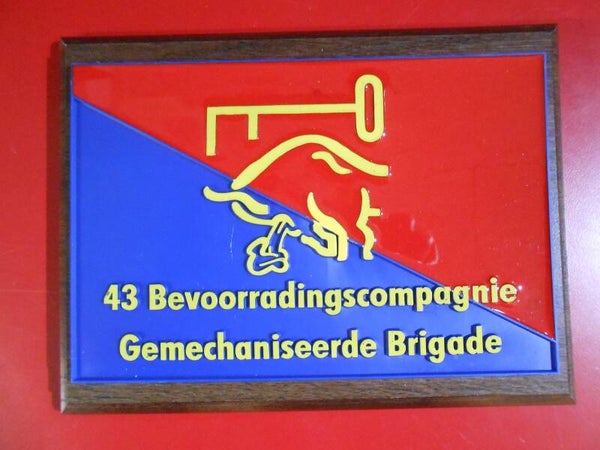 43 Bevoorradingscompagnie
Gemechaniseerde Brigade